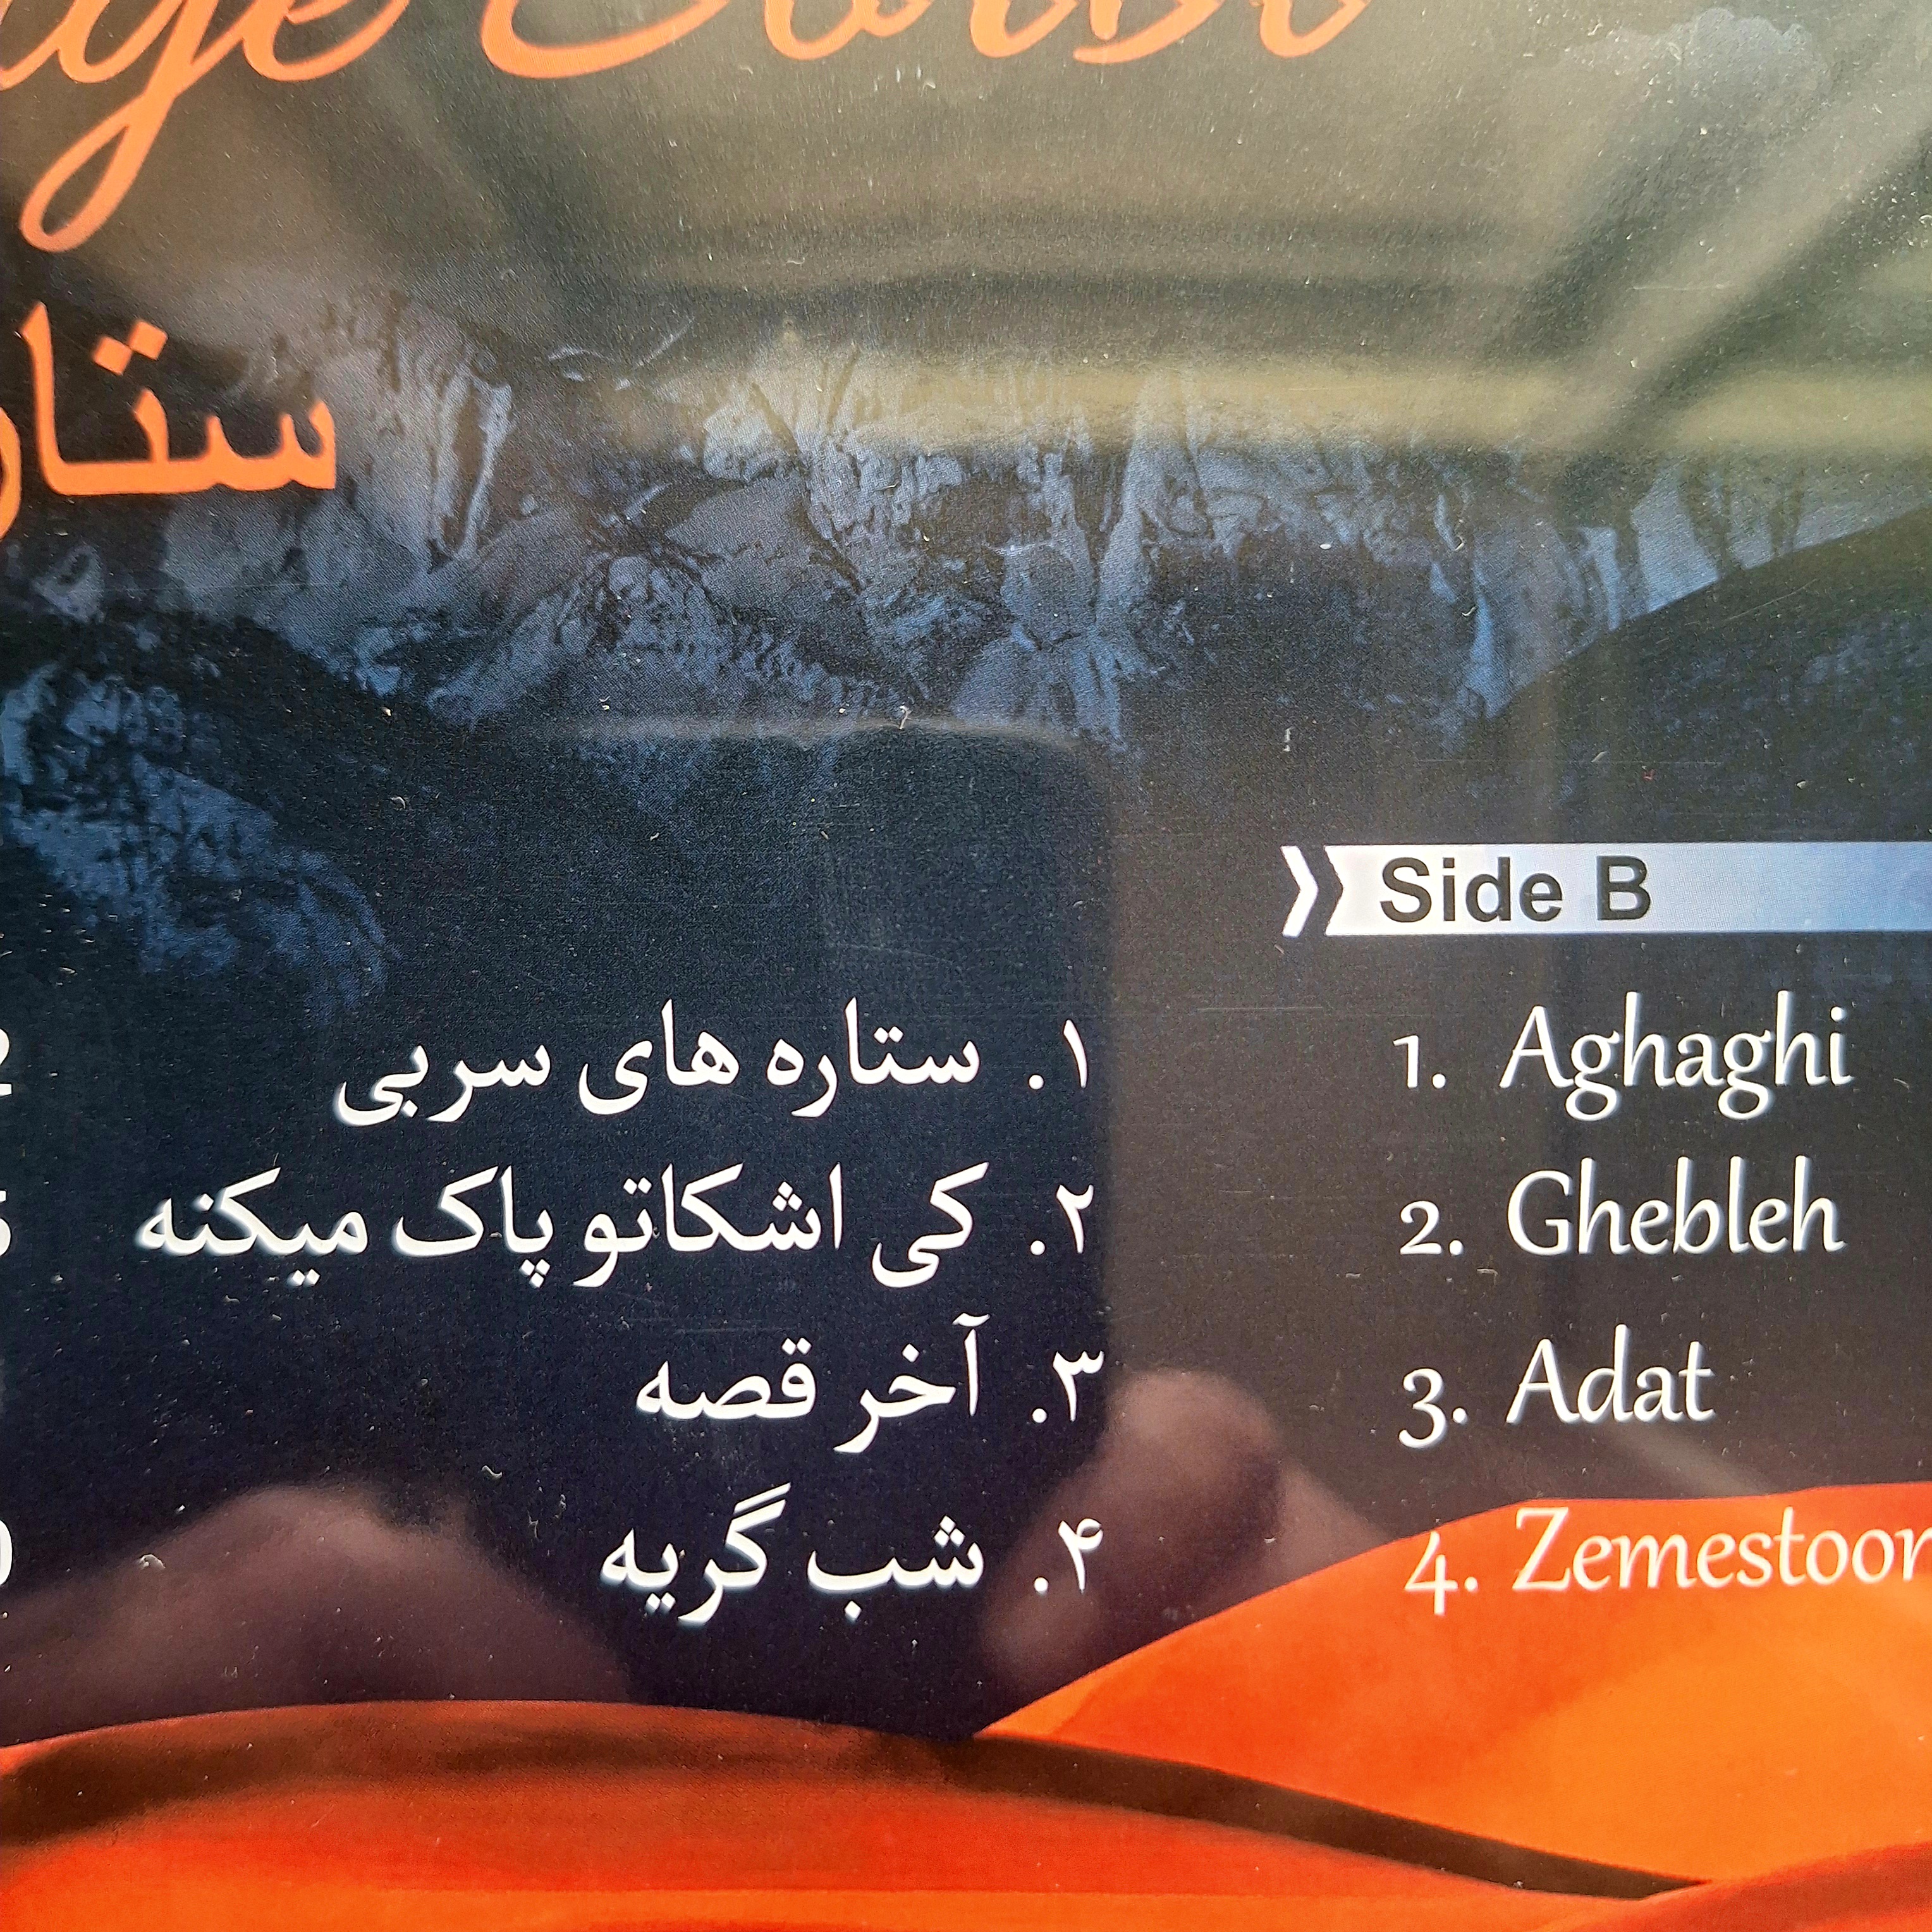 Side B
۱. ستاره های سربی
۲. کی اشکاتو پاک میکنه
۳. آخر قصه
۴. شب گریه
1. Aghaghi
2. Ghebleh
3. Adat
4. Zemestoon